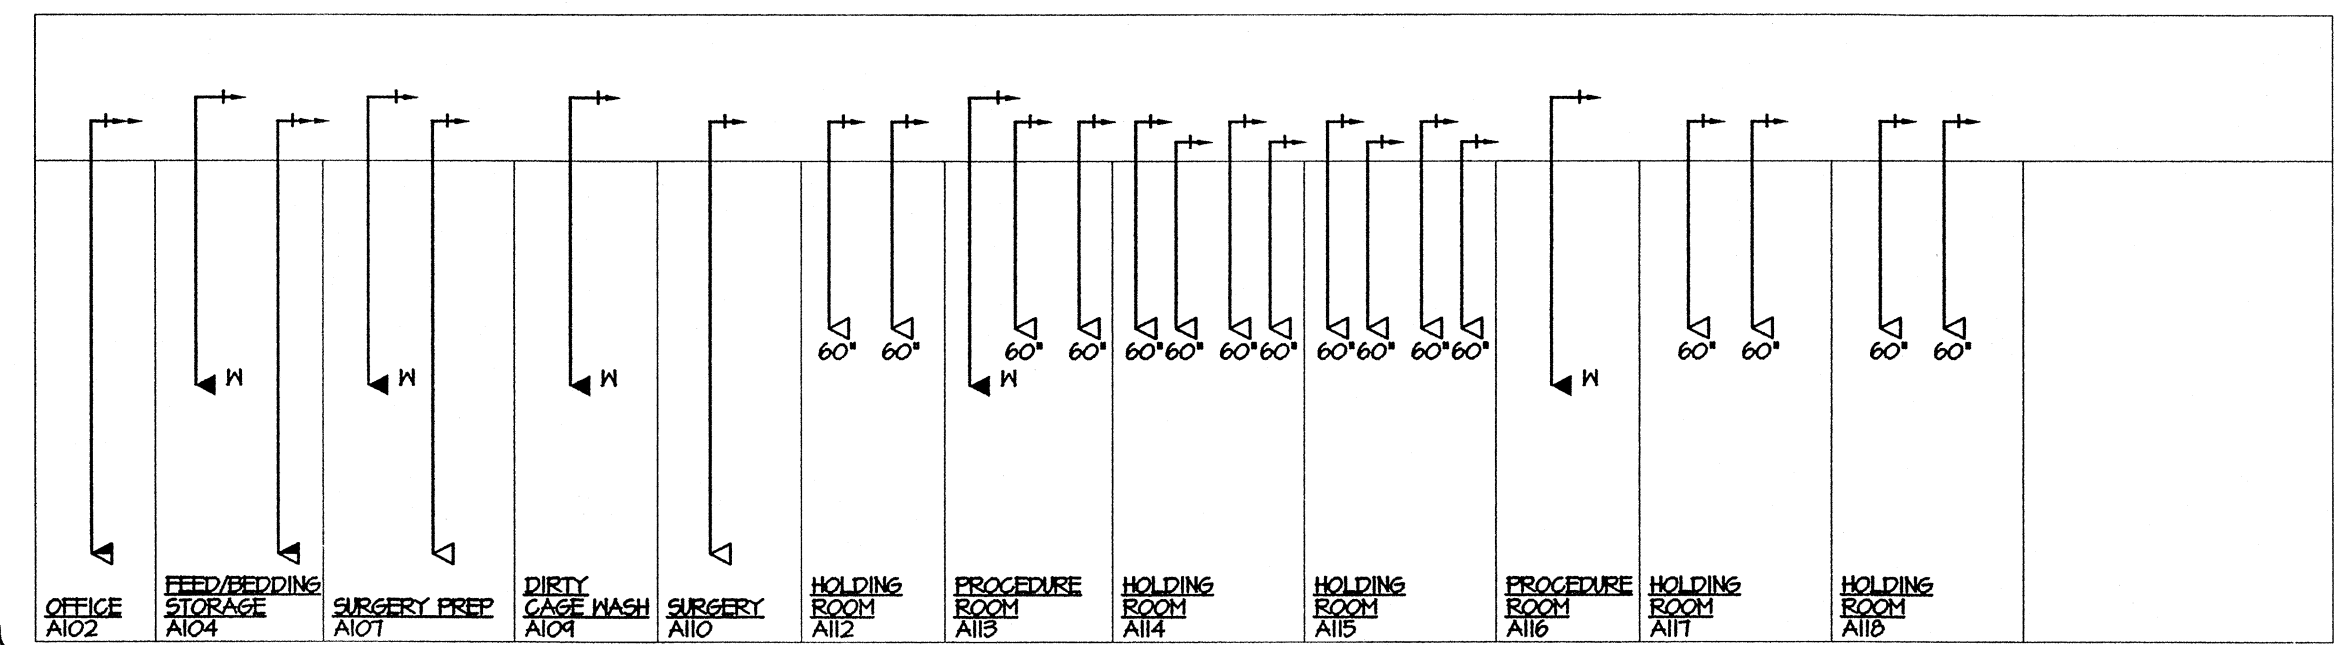 60" 60" 60" 60" 60" 60" 60" 60" 60" 60" 60" 60" 60" 60" 60" 60"
W W W W W
OFFICE
A102
FEED/BEDDING
STORAGE
A104
SURGERY PREP
A107
DIRTY
CAGE WASH
A109
SURGERY
A110
HOLDING
ROOM
A112
PROCEDURE
ROOM
A113
HOLDING
ROOM
A114
HOLDING
ROOM
A115
PROCEDURE
ROOM
A116
HOLDING
ROOM
A117
HOLDING
ROOM
A118